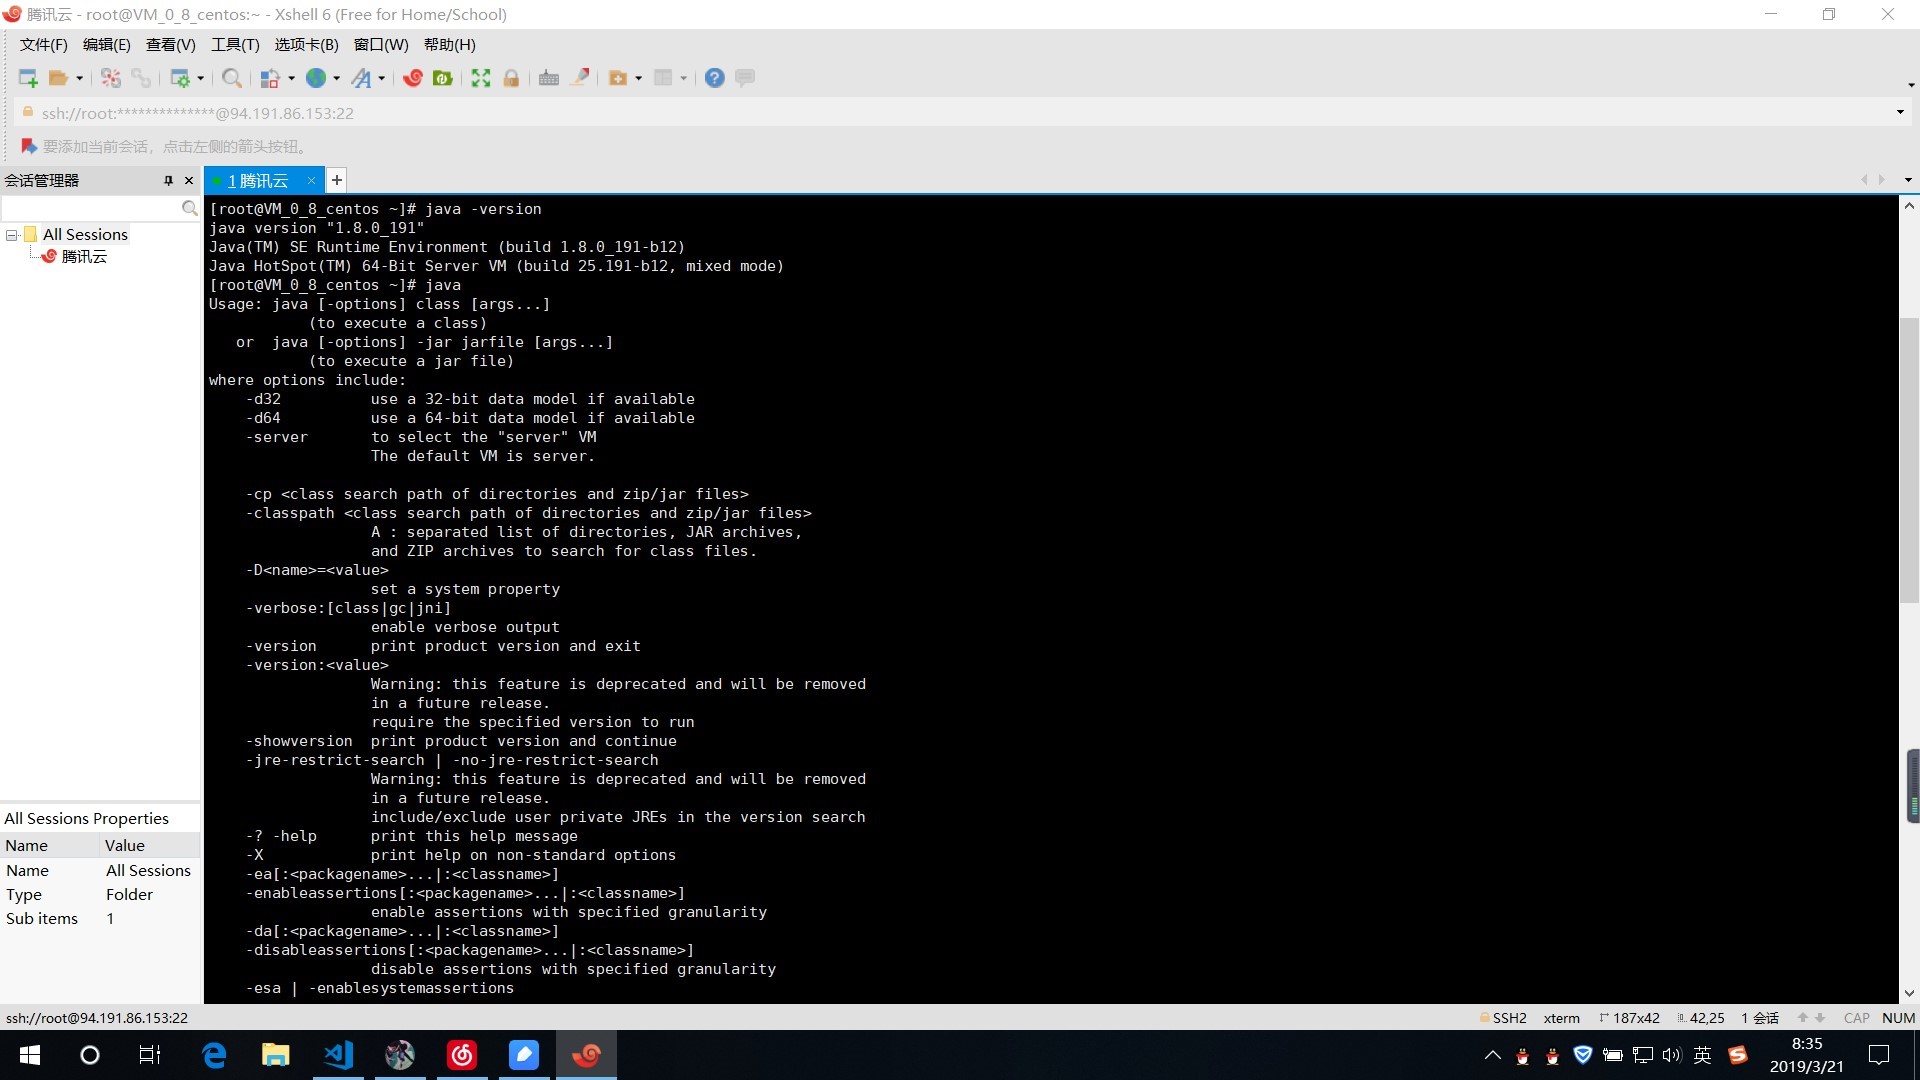 腾讯云 - root@VM_0_8_centos:~ - Xshell 6 (Free for Home/School)
文件(F) 编辑(E) 查看(V) 工具(T) 选项卡(B) 窗口(W) 帮助(H)
ssh://root:**************@94.191.86.153:22
要添加当前会话，点击左侧的箭头按钮。
会话管理器
1 腾讯云
All Sessions
腾讯云
[root@VM_0_8_centos ~]# java -version
java version "1.8.0_191"
Java(TM) SE Runtime Environment (build 1.8.0_191-b12)
Java HotSpot(TM) 64-Bit Server VM (build 25.191-b12, mixed mode)
[root@VM_0_8_centos ~]# java
Usage: java [-options] class [args...]
(to execute a class)
or  java [-options] -jar jarfile [args...]
(to execute a jar file)
where options include:
-d32          use a 32-bit data model if available
-d64          use a 64-bit data model if available
-server       to select the "server" VM
The default VM is server.
-cp <class search path of directories and zip/jar files>
-classpath <class search path of directories and zip/jar files>
A : separated list of directories, JAR archives,
and ZIP archives to search for class files.
-D<name>=<value>
set a system property
-verbose:[class|gc|jni]
enable verbose output
-version      print product version and exit
-version:<value>
Warning: this feature is deprecated and will be removed
in a future release.
require the specified version to run
-showversion  print product version and continue
-jre-restrict-search | -no-jre-restrict-search
Warning: this feature is deprecated and will be removed
in a future release.
include/exclude user private JREs in the version search
-? -help      print this help message
-X            print help on non-standard options
-ea[:<packagename>...|:<classname>]
-enableassertions[:<packagename>...|:<classname>]
enable assertions with specified granularity
-da[:<packagename>...|:<classname>]
-disableassertions[:<packagename>...|:<classname>]
disable assertions with specified granularity
-esa | -enablesystemassertions
All Sessions Properties
Name Value
Name All Sessions
Type Folder
Sub items 1
ssh://root@94.191.86.153:22
SSH2 xterm 187x42 42,25 1 会话 CAP NUM
英
8:35
2019/3/21